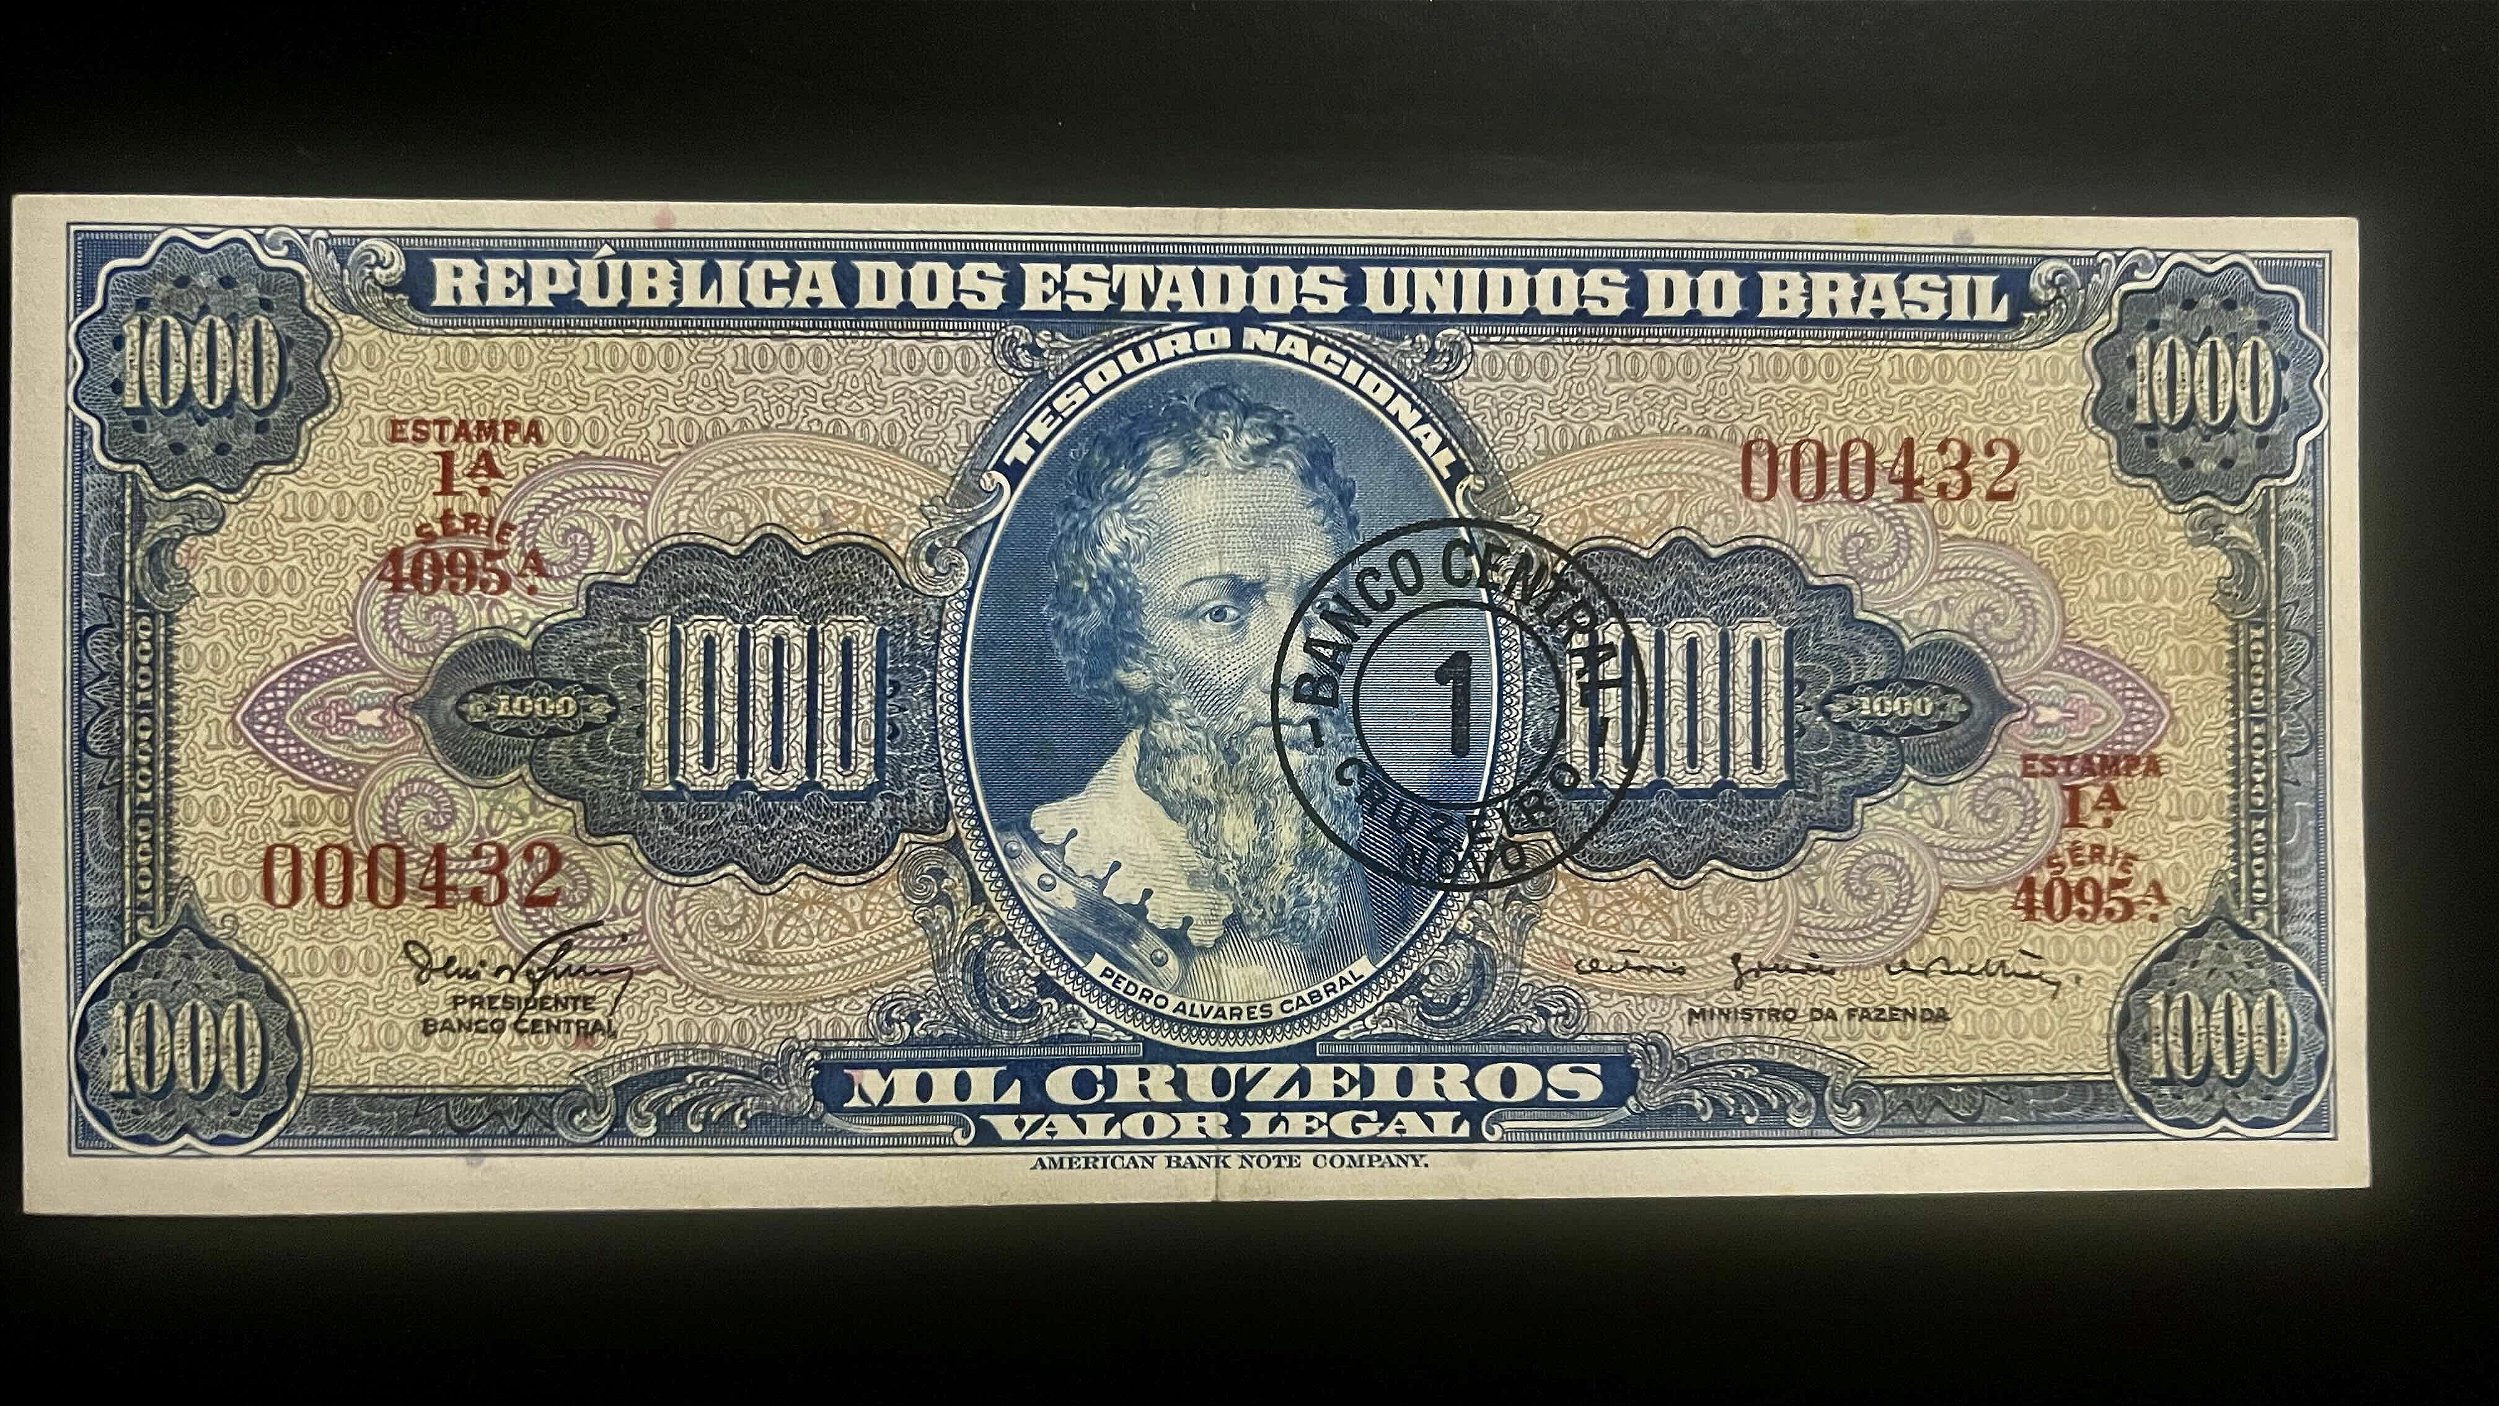 REPÚBLICA DOS ESTADOS UNIDOS DO BRASIL
TESOURO NACIONAL
1000
1000
ESTAMPA
1ª
SÉRIE
4095ª
000432
1000
1000
BANCO CENTRAL
1
CRUZEIRO NOVO
1000
1000
ESTAMPA
1ª
SÉRIE
4095ª
000432
PRESIDENTE
BANCO CENTRAL
PEDRO ALVARES CABRAL
MINISTRO DA FAZENDA
1000
1000
MIL CRUZEIROS
VALOR LEGAL
AMERICAN BANK NOTE COMPANY.